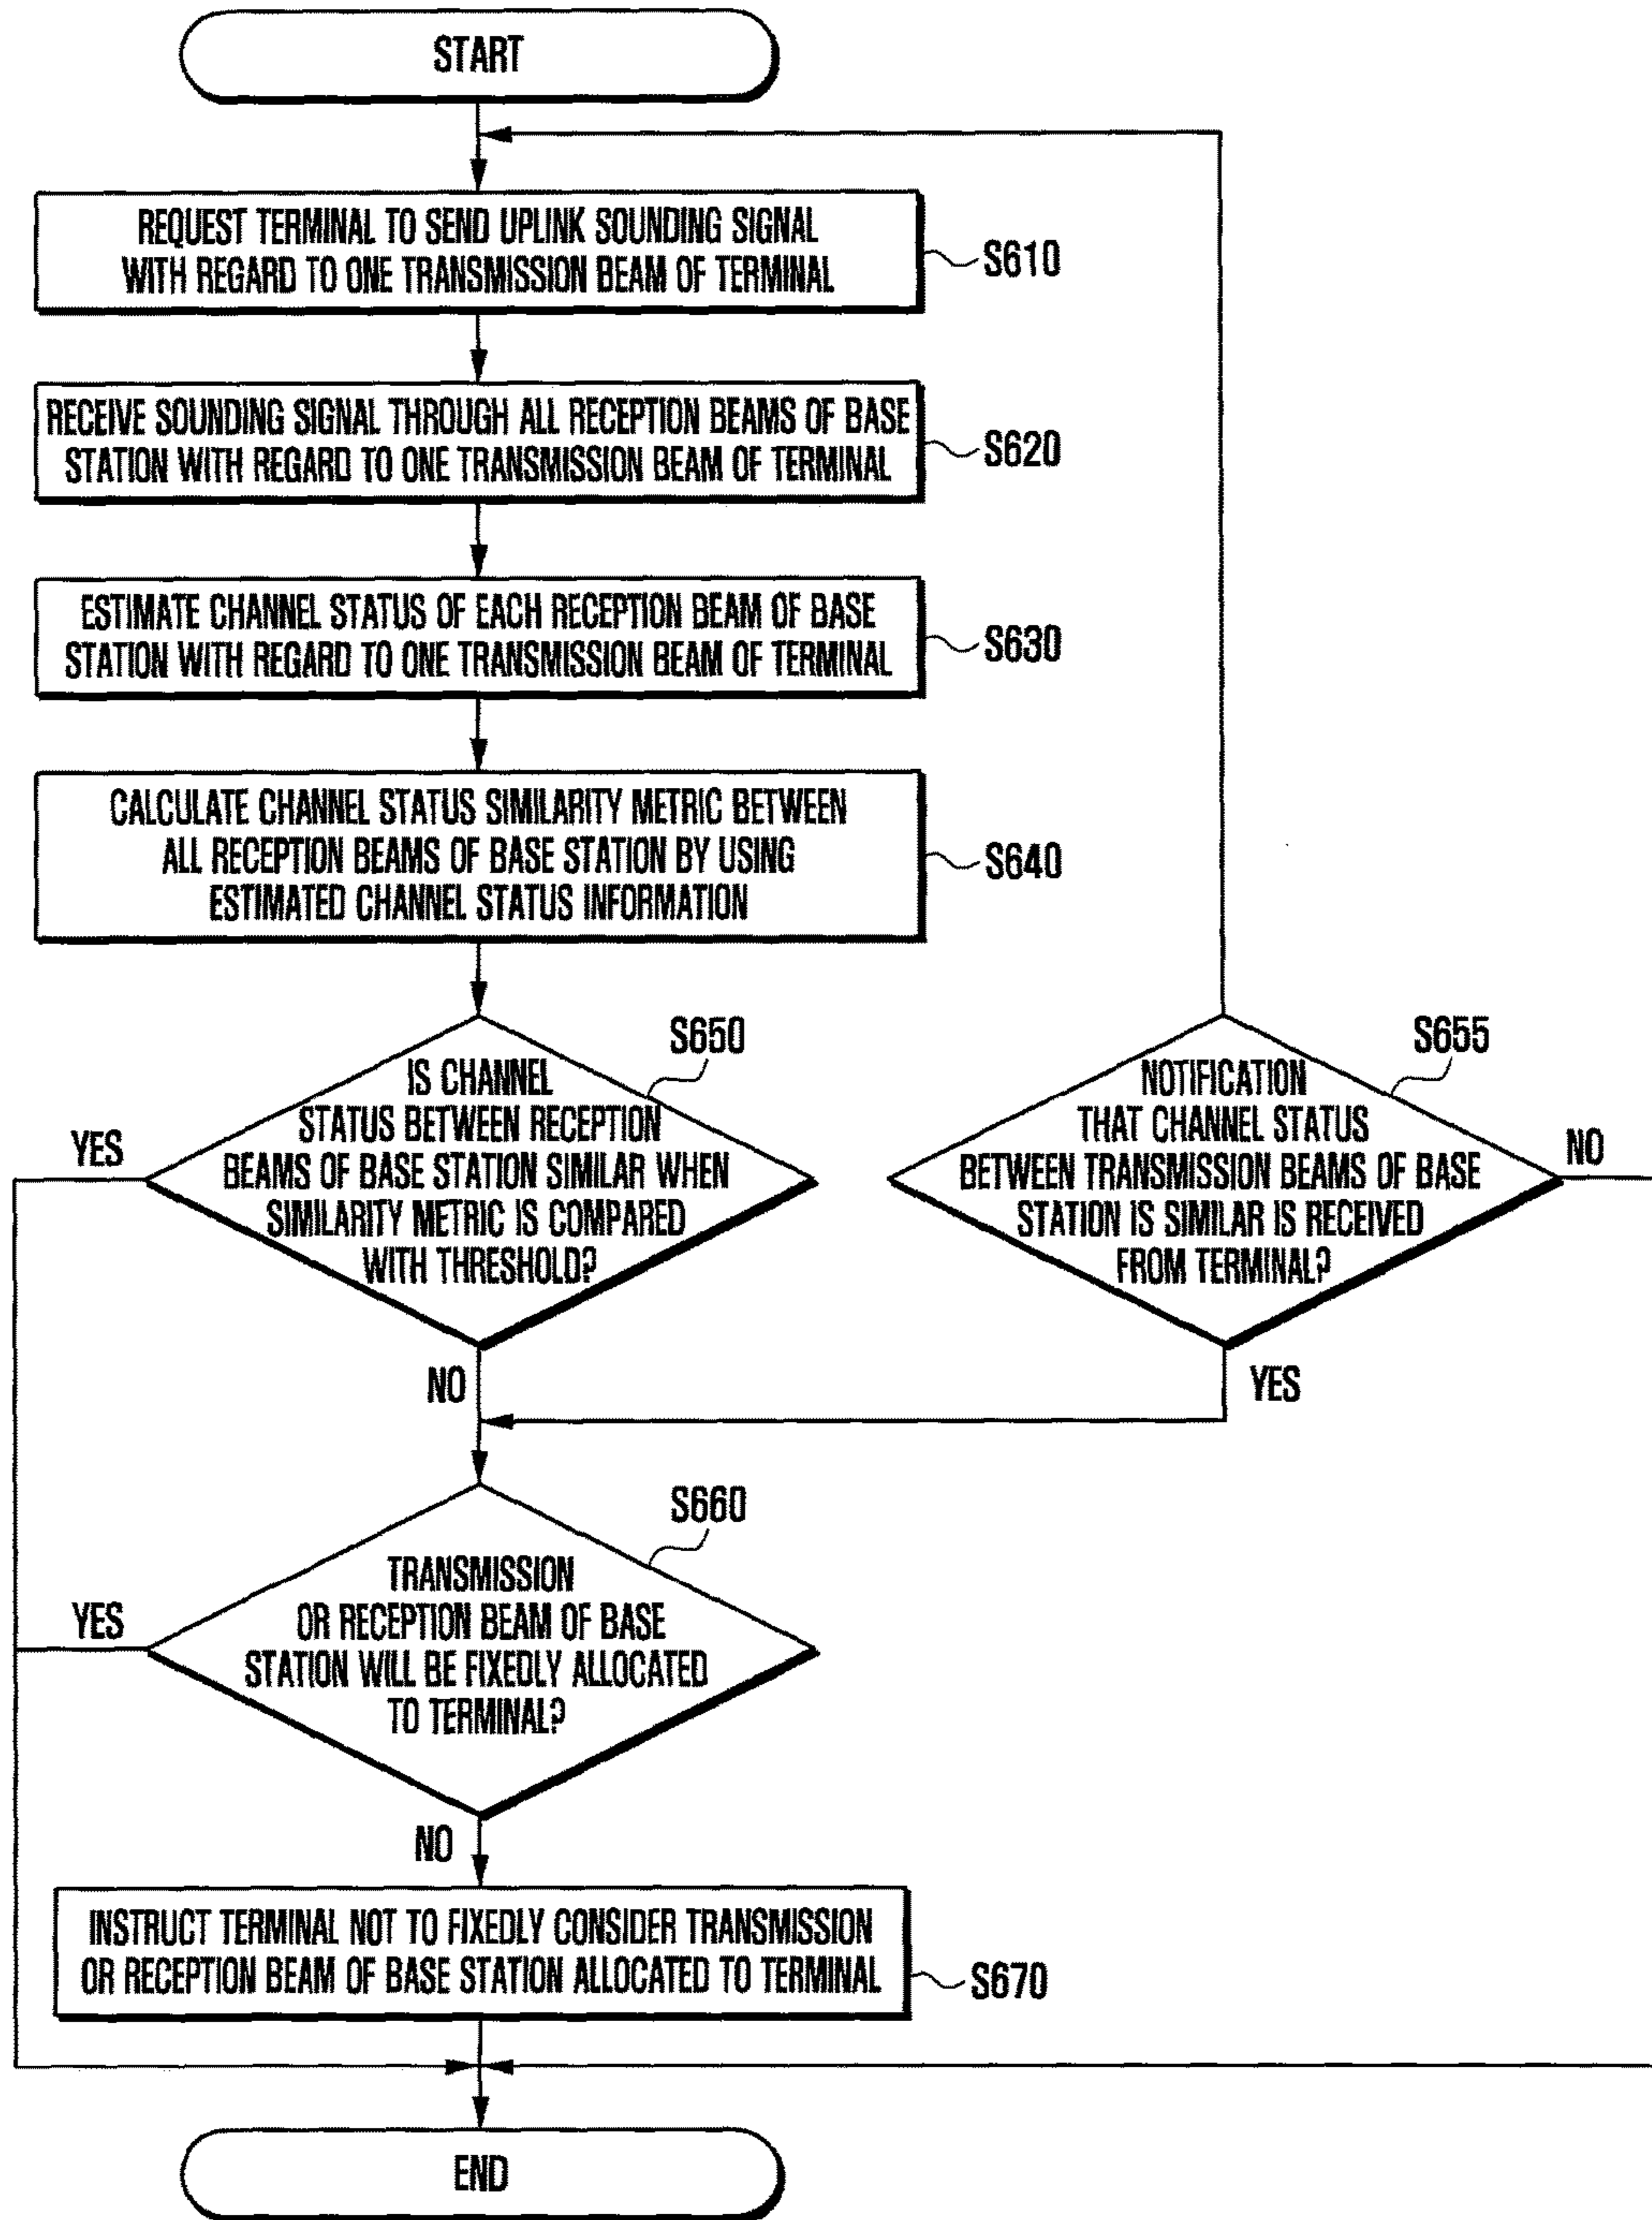 START
REQUEST TERMINAL TO SEND UPLINK SOUNDING SIGNAL
WITH REGARD TO ONE TRANSMISSION BEAM OF TERMINAL
S610
RECEIVE SOUNDING SIGNAL THROUGH ALL RECEPTION BEAMS OF BASE
STATION WITH REGARD TO ONE TRANSMISSION BEAM OF TERMINAL
S620
ESTIMATE CHANNEL STATUS OF EACH RECEPTION BEAM OF BASE
STATION WITH REGARD TO ONE TRANSMISSION BEAM OF TERMINAL
S630
CALCULATE CHANNEL STATUS SIMILARITY METRIC BETWEEN
ALL RECEPTION BEAMS OF BASE STATION BY USING
ESTIMATED CHANNEL STATUS INFORMATION
S640
S650
IS CHANNEL
STATUS BETWEEN RECEPTION
BEAMS OF BASE STATION SIMILAR WHEN
SIMILARITY METRIC IS COMPARED
WITH THRESHOLD?
YES
NO
S655
NOTIFICATION
THAT CHANNEL STATUS
BETWEEN TRANSMISSION BEAMS OF BASE
STATION IS SIMILAR IS RECEIVED
FROM TERMINAL?
NO
YES
S660
TRANSMISSION
OR RECEPTION BEAM OF BASE
STATION WILL BE FIXEDLY ALLOCATED
TO TERMINAL?
YES
NO
INSTRUCT TERMINAL NOT TO FIXEDLY CONSIDER TRANSMISSION
OR RECEPTION BEAM OF BASE STATION ALLOCATED TO TERMINAL
S670
END